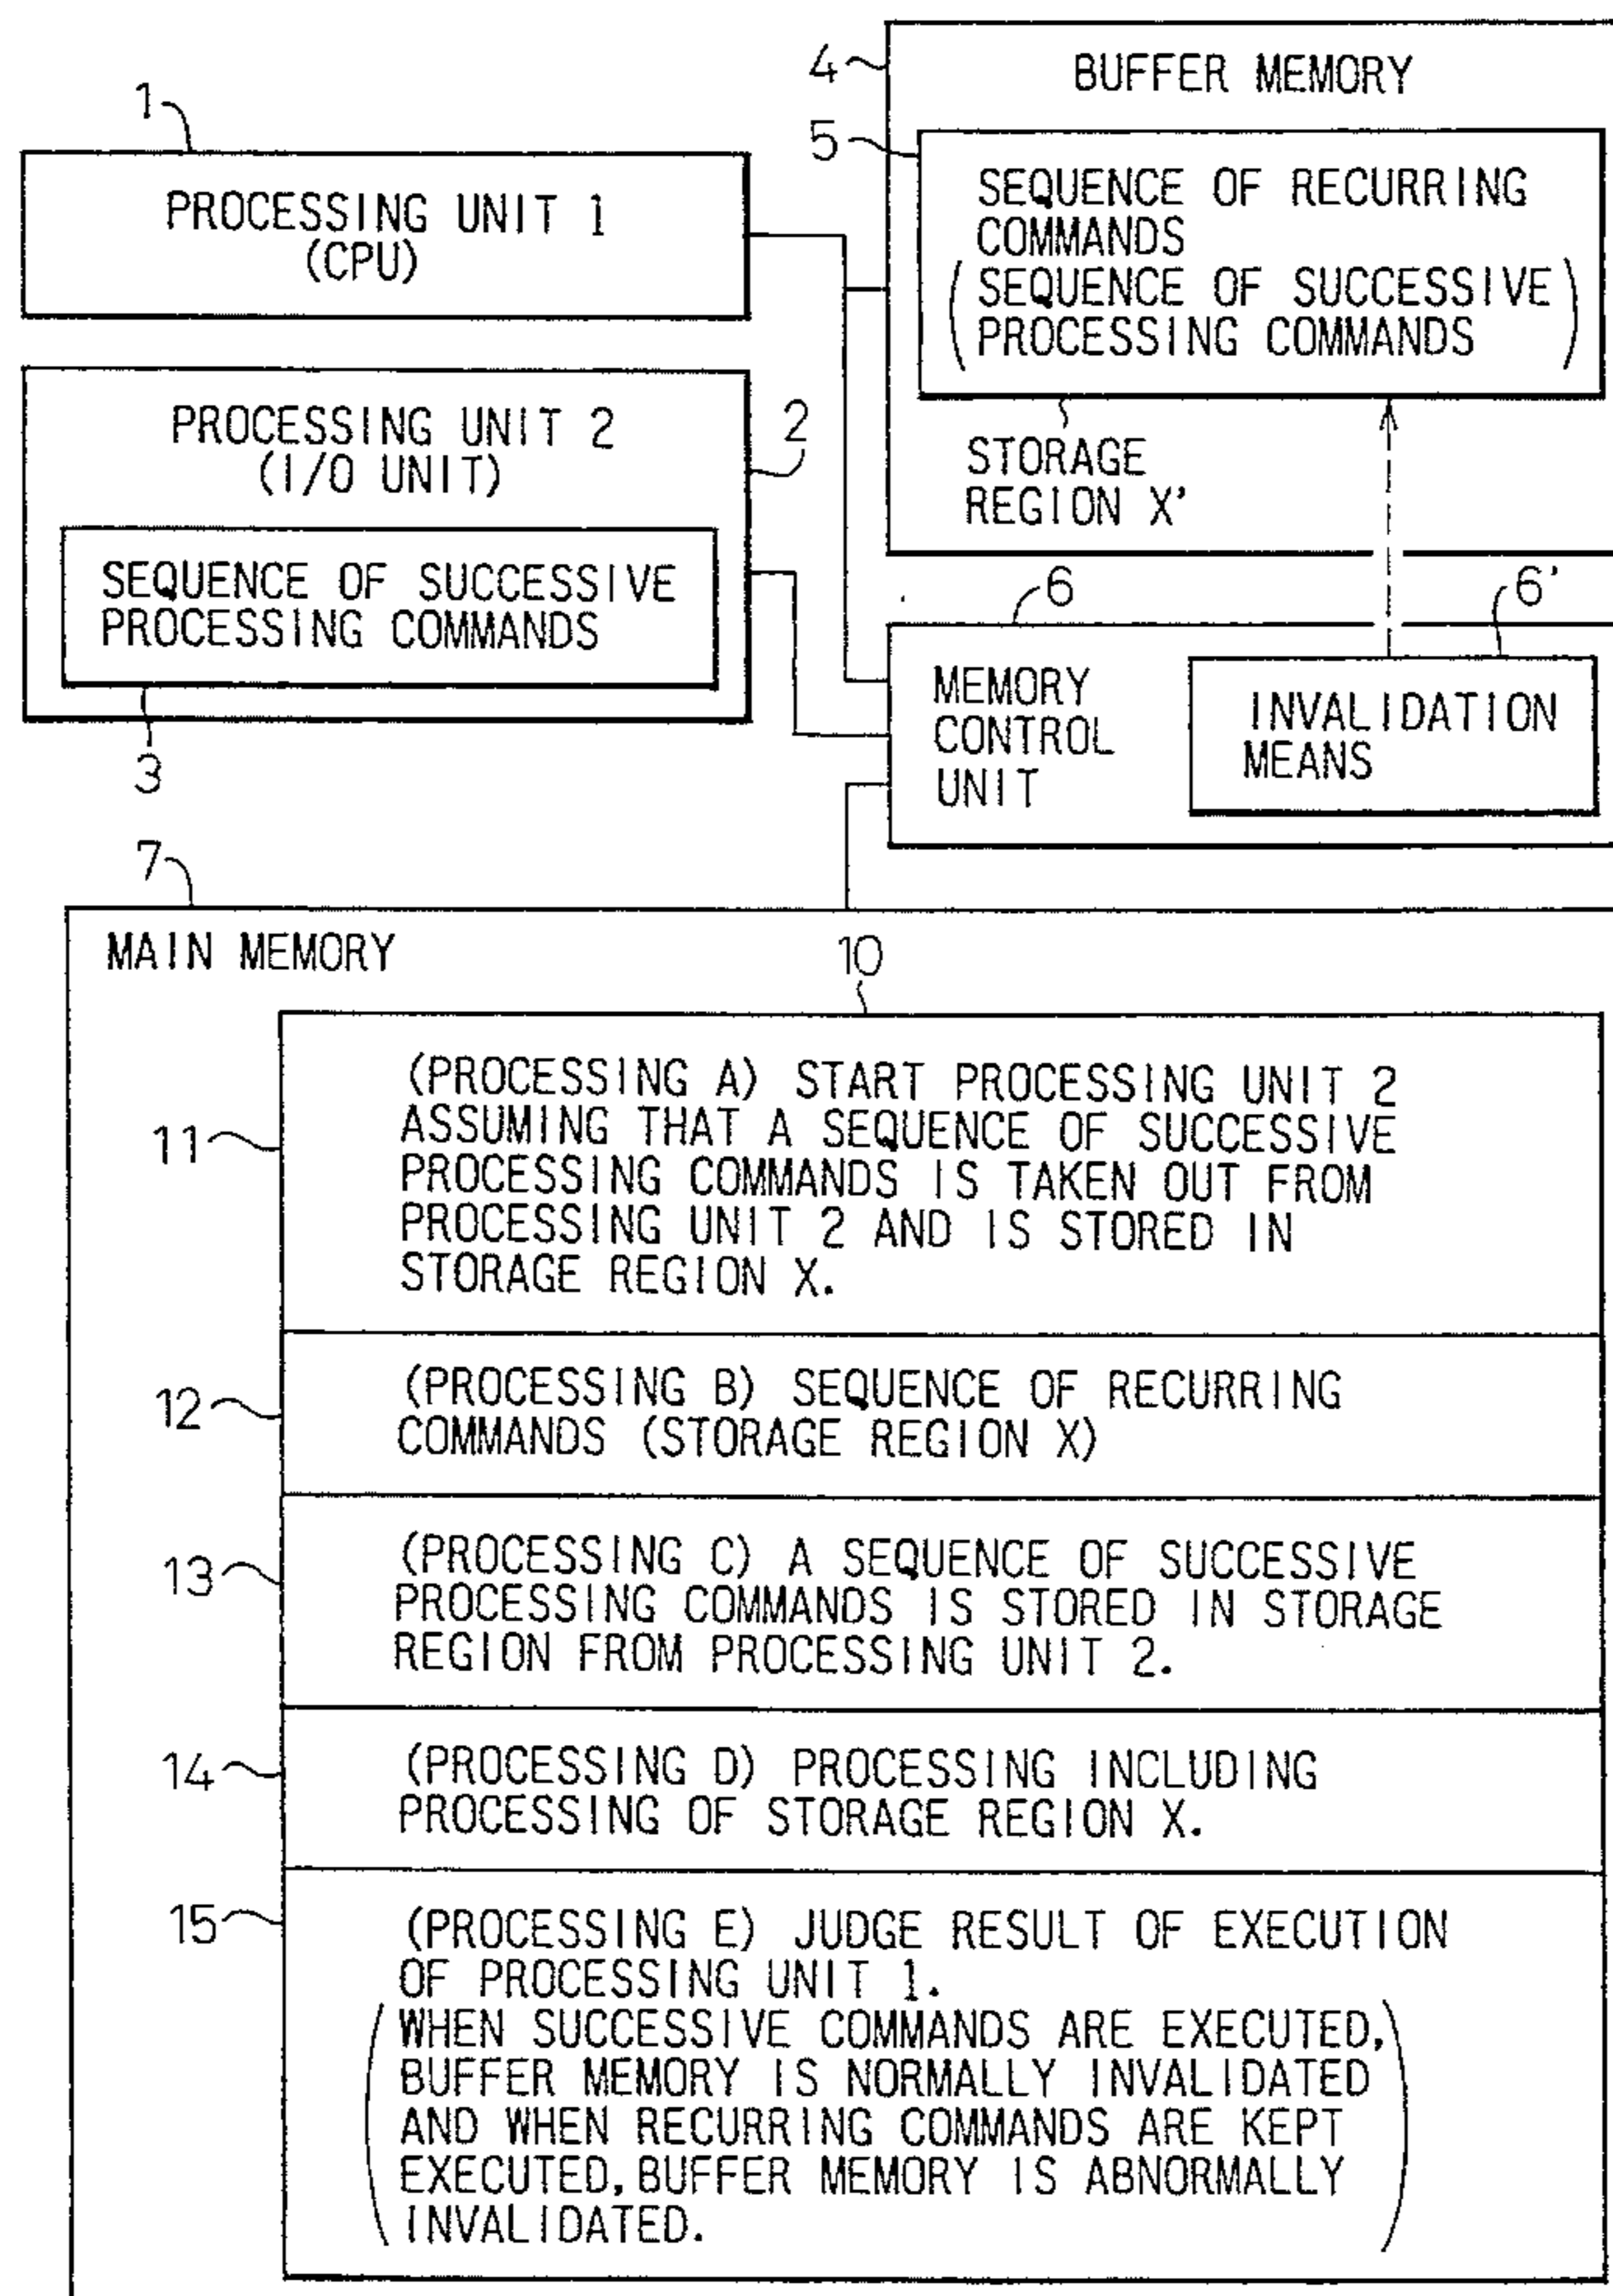 1
PROCESSING UNIT 1
(CPU)
PROCESSING UNIT 2
(I/O UNIT)
2
SEQUENCE OF SUCCESSIVE
PROCESSING COMMANDS
3
4
BUFFER MEMORY
5
SEQUENCE OF RECURRING
COMMANDS
(SEQUENCE OF SUCCESSIVE
PROCESSING COMMANDS)
STORAGE
REGION X'
6
6'
MEMORY
CONTROL
UNIT
INVALIDATION
MEANS
7
MAIN MEMORY
10
11
(PROCESSING A) START PROCESSING UNIT 2
ASSUMING THAT A SEQUENCE OF SUCCESSIVE
PROCESSING COMMANDS IS TAKEN OUT FROM
PROCESSING UNIT 2 AND IS STORED IN
STORAGE REGION X.
12
(PROCESSING B) SEQUENCE OF RECURRING
COMMANDS (STORAGE REGION X)
13
(PROCESSING C) A SEQUENCE OF SUCCESSIVE
PROCESSING COMMANDS IS STORED IN STORAGE
REGION FROM PROCESSING UNIT 2.
14
(PROCESSING D) PROCESSING INCLUDING
PROCESSING OF STORAGE REGION X.
15
(PROCESSING E) JUDGE RESULT OF EXECUTION
OF PROCESSING UNIT 1.
(WHEN SUCCESSIVE COMMANDS ARE EXECUTED,
BUFFER MEMORY IS NORMALLY INVALIDATED
AND WHEN RECURRING COMMANDS ARE KEPT
EXECUTED, BUFFER MEMORY IS ABNORMALLY
INVALIDATED.)